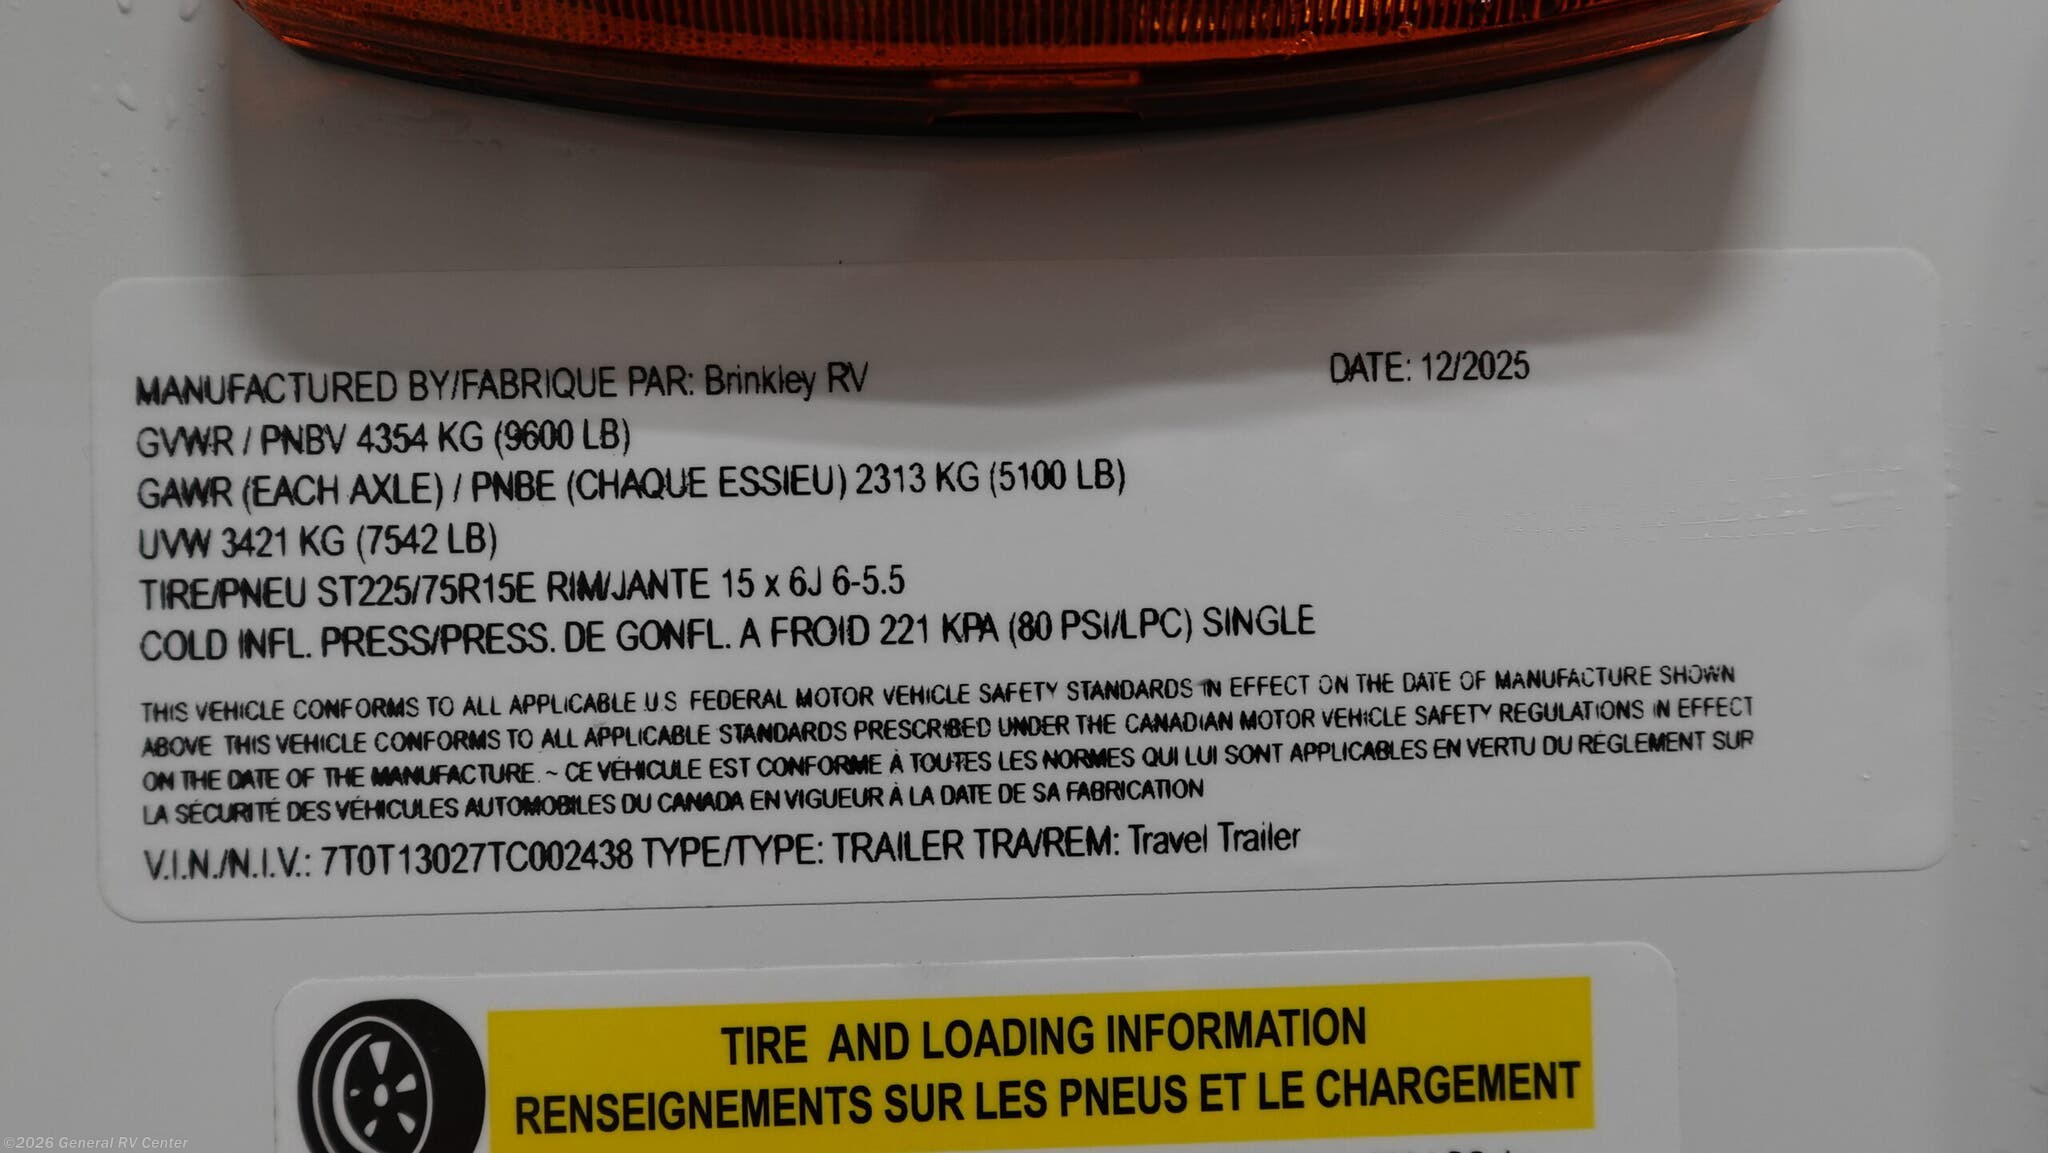 MANUFACTURED BY/FABRIQUE PAR: Brinkley RV DATE: 12/2025
GVWR / PNBV 4354 KG (9600 LB)
GAWR (EACH AXLE) / PNBE (CHAQUE ESSIEU) 2313 KG (5100 LB)
UVW 3421 KG (7542 LB)
TIRE/PNEU ST225/75R15E RIM/JANTE 15 x 6J 6-5.5
COLD INFL. PRESS/PRESS. DE GONFL. A FROID 221 KPA (80 PSI/LPC) SINGLE
THIS VEHICLE CONFORMS TO ALL APPLICABLE U.S FEDERAL MOTOR VEHICLE SAFETY STANDARDS IN EFFECT ON THE DATE OF MANUFACTURE SHOWN
ABOVE THIS VEHICLE CONFORMS TO ALL APPLICABLE STANDARDS PRESCRIBED UNDER THE CANADIAN MOTOR VEHICLE SAFETY REGULATIONS IN EFFECT
ON THE DATE OF THE MANUFACTURE. ~ CE VÉHICULE EST CONFORME À TOUTES LES NORMES QUI LUI SONT APPLICABLES EN VERTU DU RÈGLEMENT SUR
LA SÉCURITÉ DES VÉHICULES AUTOMOBILES DU CANADA EN VIGUEUR À LA DATE DE SA FABRICATION
V.I.N./N.I.V.: 7T0T13027TC002438 TYPE/TYPE: TRAILER TRA/REM: Travel Trailer
TIRE AND LOADING INFORMATION
RENSEIGNEMENTS SUR LES PNEUS ET LE CHARGEMENT
©2026 General RV Center